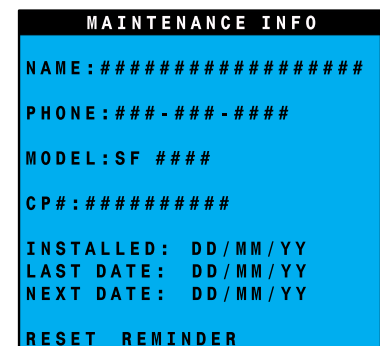 MAINTENANCE INFO
NAME:##################
PHONE:###-###-####
MODEL:SF ####
CP#:##########
INSTALLED: DD/MM/YY
LAST DATE: DD/MM/YY
NEXT DATE: DD/MM/YY
RESET REMINDER